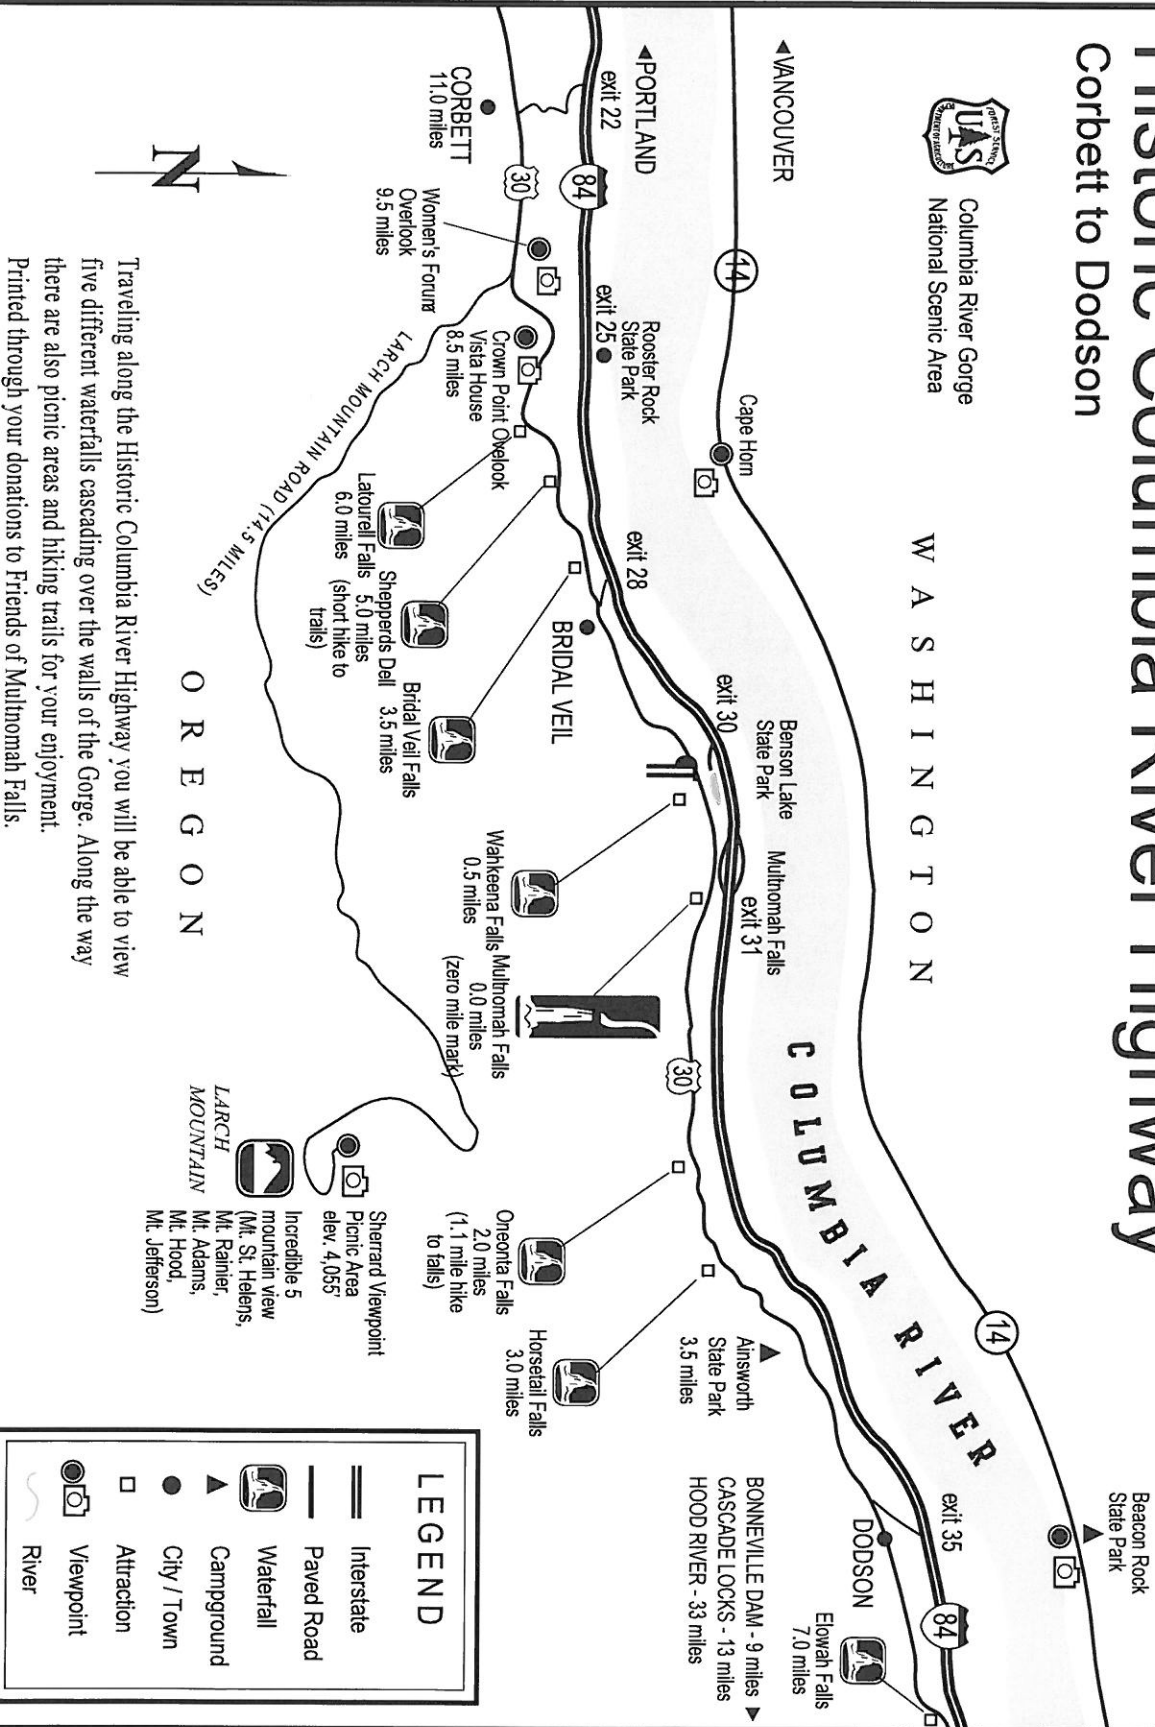 Historic Columbia River Highway
Corbett to Dodson
FOREST SERVICE
U S
DEPARTMENT OF AGRICULTURE
Columbia River Gorge
National Scenic Area
W A S H I N G T O N
◄VANCOUVER
14
Cape Horn
14
Beacon Rock
State Park
◄PORTLAND
COLUMBIA RIVER
exit 22
84
Rooster Rock
State Park
exit 25
exit 28
exit 30
Benson Lake
State Park
Multnomah Falls
exit 31
exit 35
84
CORBETT
11.0 miles
30
Women's Forum
Overlook
9.5 miles
Crown Point Ovelook
Vista House
8.5 miles
Latourell Falls
6.0 miles
Shepperds Dell
5.0 miles
(short hike to
trails)
BRIDAL VEIL
Bridal Veil Falls
3.5 miles
Wahkeena Falls
0.5 miles
Multnomah Falls
0.0 miles
(zero mile mark)
30
Oneonta Falls
2.0 miles
(1.1 mile hike
to falls)
Horsetail Falls
3.0 miles
Ainsworth
State Park
3.5 miles
DODSON
Elowah Falls
7.0 miles
BONNEVILLE DAM - 9 miles ►
CASCADE LOCKS - 13 miles
HOOD RIVER - 33 miles
LARCH MOUNTAIN ROAD (14.5 MILES)
N
O R E G O N
LARCH
MOUNTAIN
Sherrard Viewpoint
Picnic Area
elev. 4,055'
Incredible 5
mountain view
(Mt. St. Helens,
Mt. Rainier,
Mt. Adams,
Mt. Hood,
Mt. Jefferson)
Traveling along the Historic Columbia River Highway you will be able to view
five different waterfalls cascading over the walls of the Gorge. Along the way
there are also picnic areas and hiking trails for your enjoyment.
Printed through your donations to Friends of Multnomah Falls.
LEGEND
Interstate
Paved Road
Waterfall
Campground
City / Town
Attraction
Viewpoint
River